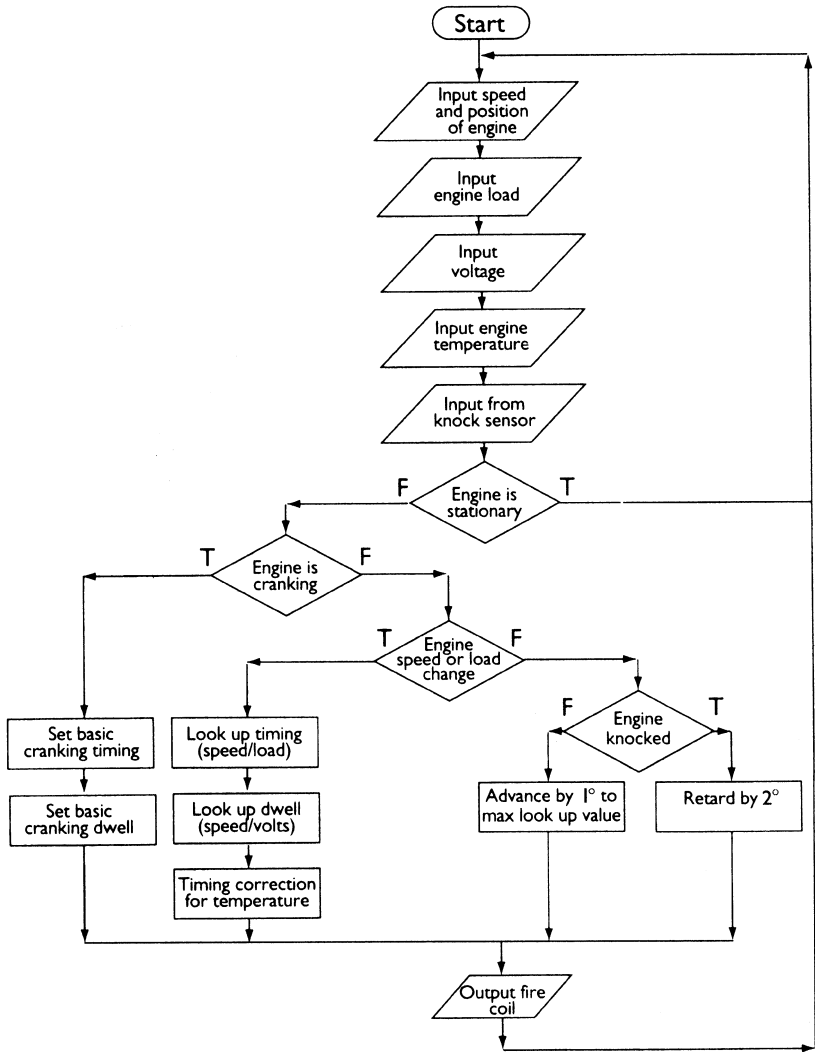 Start
Input speed
and position
of engine
Input
engine load
Input
voltage
Input engine
temperature
Input from
knock sensor
F
Engine is
stationary
T
T
Engine is
cranking
F
T
Engine
speed or load
change
F
F
Engine
knocked
T
Set basic
cranking timing
Look up timing
(speed/load)
Advance by 1° to
max look up value
Retard by 2°
Set basic
cranking dwell
Look up dwell
(speed/volts)
Timing correction
for temperature
Output fire
coil